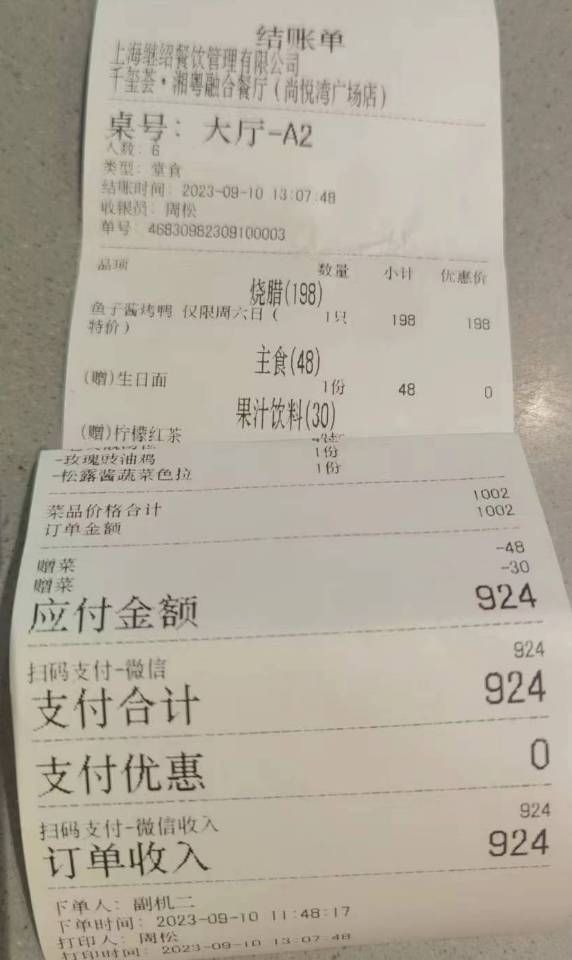 结账单
上海继绍餐饮管理有限公司
千玺荟·湘粤融合餐厅(尚悦湾广场店)
桌号: 大厅-A2
人数: 6
类型: 堂食
结账时间: 2023-09-10 13:07:48
收银员: 周松
单号: 46830982309100003
品项 数量 小计 优惠价
烧腊(198)
鱼子酱烤鸭 仅限周六日( 1只 198 198
特价)
主食(48)
(赠)生日面 1份 48 0
果汁饮料(30)
(赠)柠檬红茶
1份
-玫瑰豉油鸡 1份
-松露酱蔬菜色拉 1份
菜品价格合计 1002
订单金额 1002
赠菜 -48
赠菜 -30
应付金额 924
扫码支付-微信 924
支付合计 924
支付优惠 0
扫码支付-微信收入 924
订单收入 924
下单人: 副机二
下单时间: 2023-09-10 11:48:17
打印人: 周松
打印时间: 2023-09-10 13:07:48